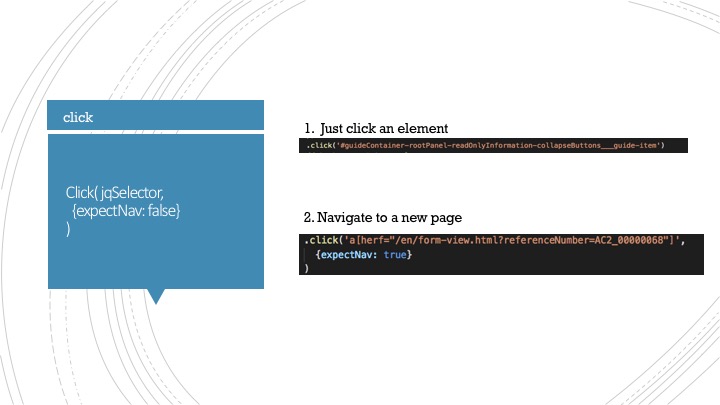 click
Click( jqSelector,
{expectNav: false}
)
1. Just click an element
.click('#guideContainer-rootPanel-readOnlyInformation-collapseButtons___guide-item')
2. Navigate to a new page
.click('a[herf="/en/form-view.html?referenceNumber=AC2_00000068"]',
{expectNav: true}
)